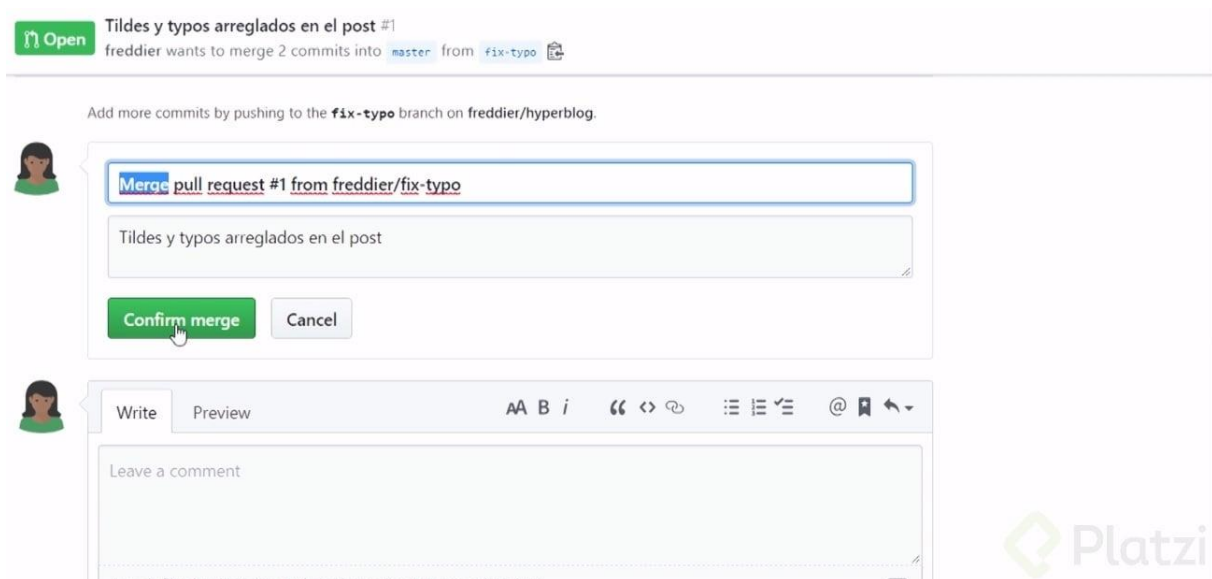 Open
Tildes y typos arreglados en el post #1
freddier wants to merge 2 commits into master from fix-typo
Add more commits by pushing to the fix-typo branch on freddier/hyperblog.
Merge pull request #1 from freddier/fix-typo
Tildes y typos arreglados en el post
Confirm merge Cancel
Write Preview AA B i
Leave a comment
Platzi